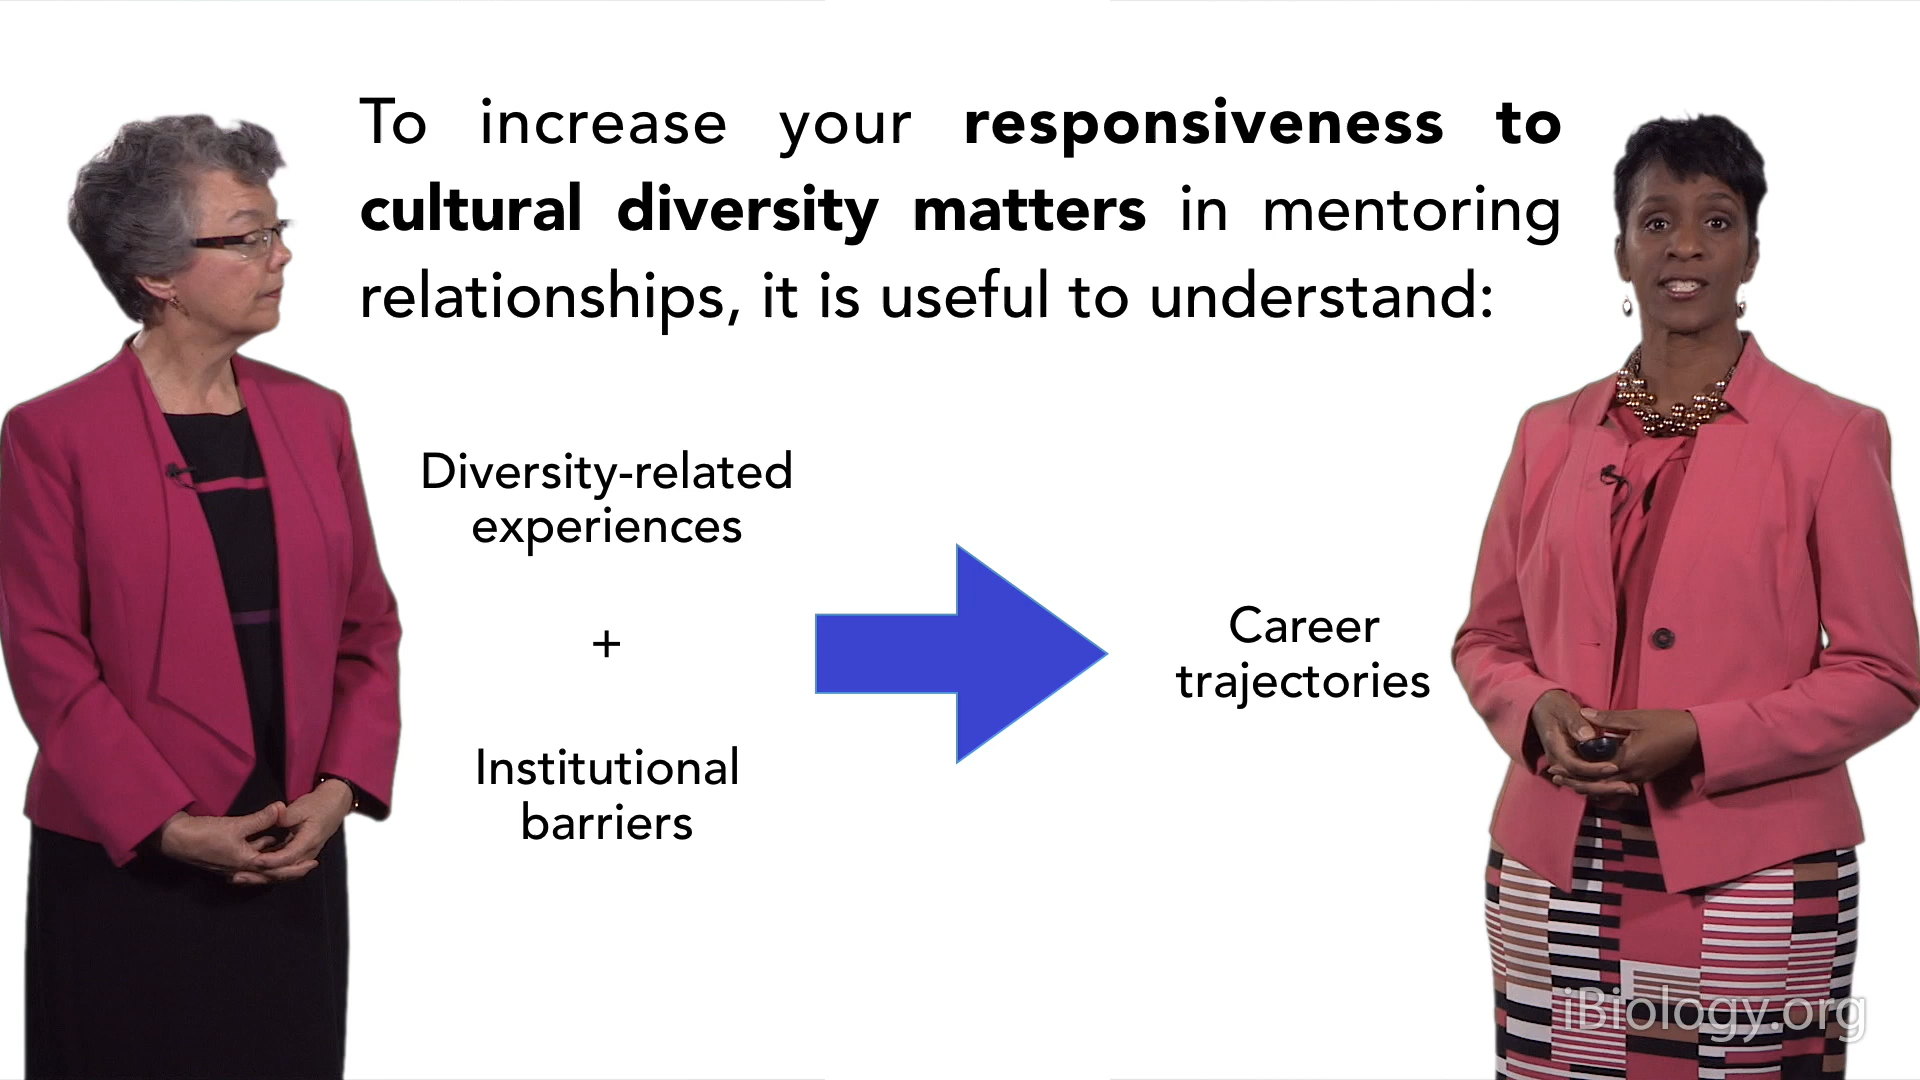 To increase your responsiveness to
cultural diversity matters in mentoring
relationships, it is useful to understand:
Diversity-related
experiences
+
Institutional
barriers
Career
trajectories
iBiology.org